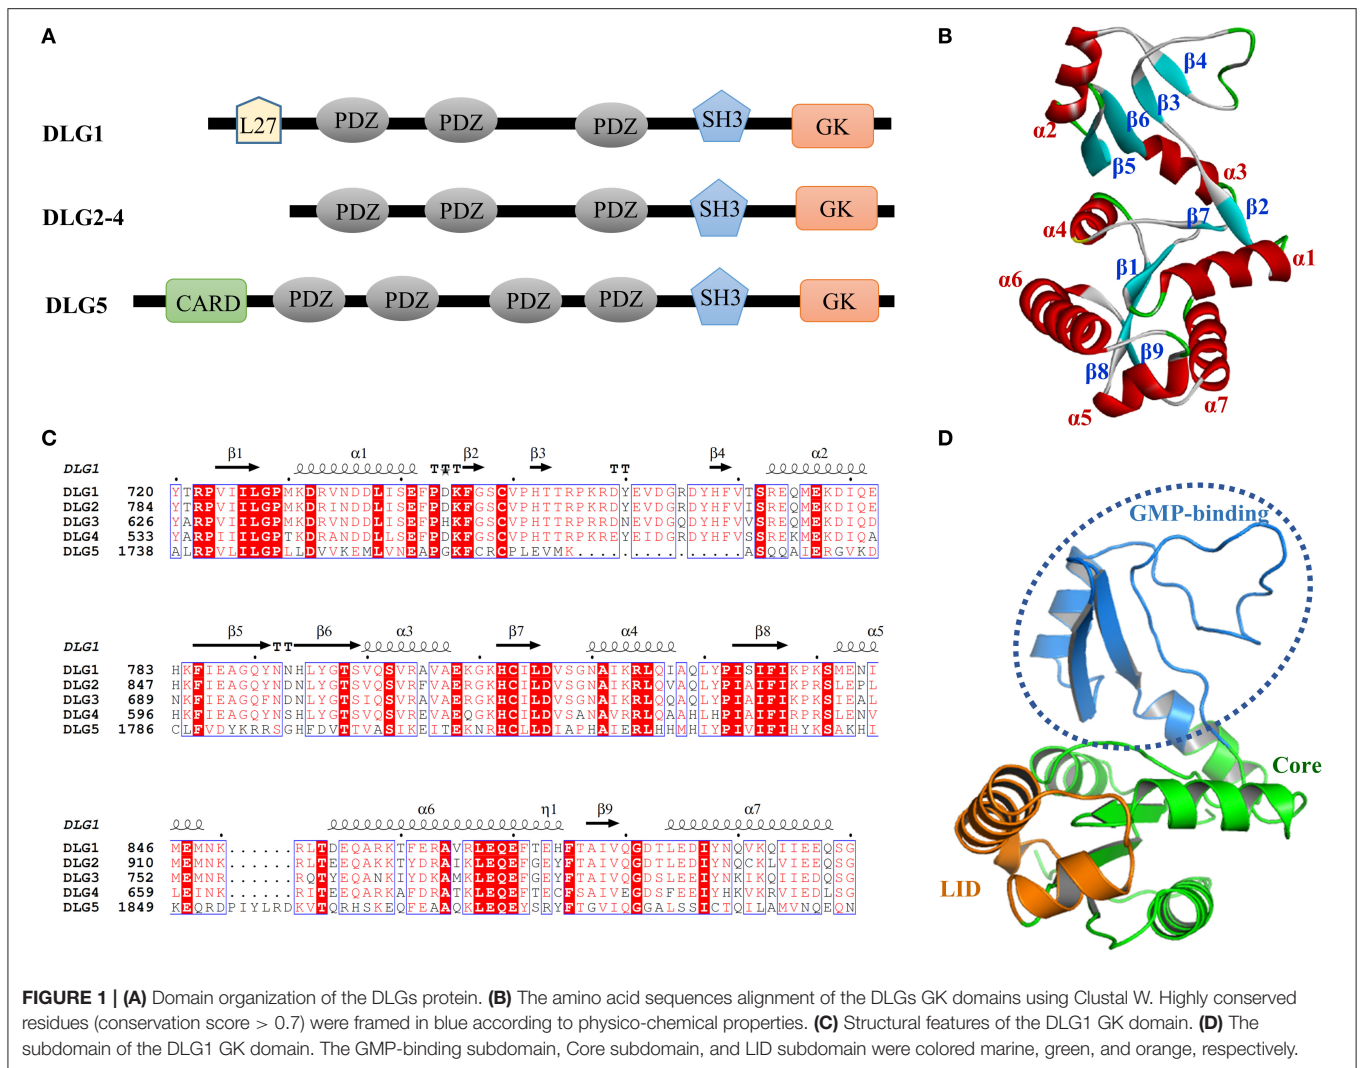 A
L27 PDZ PDZ PDZ SH3 GK
DLG1
PDZ PDZ PDZ SH3 GK
DLG2-4
CARD PDZ PDZ PDZ PDZ SH3 GK
DLG5
B
β4
β3
β6
α2
β5
α3
β2
β7
α4
β1
α1
α6
β9
β8
α7
α5
C
β1 α1 TTT β2 β3 TT β4 α2
DLG1
DLG1 720 YTRPVIILGPMKDRVNDDLISEFPDKFGSCVPHTTRPKRDYEVDGRDYHFVTSREQMEKDIQE
DLG2 784 YTRPVIILGPMKDRINDDLISEFPDKFGSCVPHTTRPKRDYEVDGRDYHFVISREQMEKDIQE
DLG3 626 YARPVIILGPMKDRVNDDLISEFPHKFGSCVPHTTRPRRDNEVDGQDYHFVVSREQMEKDIQD
DLG4 533 YARPIIILGPTKDRANDDLLSEFPDKFGSCVPHTTRPKREYEIDGRDYHFVSSREKMEKDIQA
DLG5 1738 ALRPVLILGPLLDVVKEMLVNEAPGKFCRCPLEVMK................ASQQAIERGVKD
β5 TT β6 α3 β7 α4 β8 α5
DLG1
DLG1 783 HKFIEAGQYNNHLYGTSVQSVRAVAEKGKHCILDVSGNAIKRLQIAQLYPISIFIKPKSMENI
DLG2 847 HKFIEAGQYNDNLYGTSVQSVRFVAERGKHCILDVSGNAIKRLQVAQLYPIAIFIKPRSLEPL
DLG3 689 NKFIEAGQFNDNLYGTSIQSVRAVAERGKHCILDVSGNAIKRLQQAQLYPIAIFIKPKSIEAL
DLG4 596 HKFIEAGQYNSHLYGTSVQSVREVAEQGKHCILDVSANAVRRLQAAHLHPIAIFIRPRSLENV
DLG5 1786 CLFVDYKRRSGHFDVTTVASIKEITEKNRHCLLDIAPHAIERLHHMHIYPIVIFIHYKSAKHI
α6 η1 β9 α7
DLG1
DLG1 846 MEMNK......RLTDEQARKTFERAVRLEQEFTEHFTAIVQGDTLEDIYNQVKQIIEEQSG
DLG2 910 MEMNK......RLTEEQARKTYDRAIKLEQEFGEYFTAIVQGDTLEDIYNQCKLVIEEQSG
DLG3 752 MEMNR......RQTYEQANKIYDKAMKLEQEFGEYFTAIVQGDSLEEIYNKIKQIIEDQSG
DLG4 659 LEINK......RITEEQARKAFDRATKLEQEFTECFSAIVEGDSFEEIYHKVKRVIEDLSG
DLG5 1849 KEQRDPIYLRDKVTQRHSKEQFEAAQKLEQEYSRYFTGVIQGGALSSICTQILAMVNQEQN
D
GMP-binding
Core
LID
FIGURE 1 | (A) Domain organization of the DLGs protein. (B) The amino acid sequences alignment of the DLGs GK domains using Clustal W. Highly conserved
residues (conservation score > 0.7) were framed in blue according to physico-chemical properties. (C) Structural features of the DLG1 GK domain. (D) The
subdomain of the DLG1 GK domain. The GMP-binding subdomain, Core subdomain, and LID subdomain were colored marine, green, and orange, respectively.